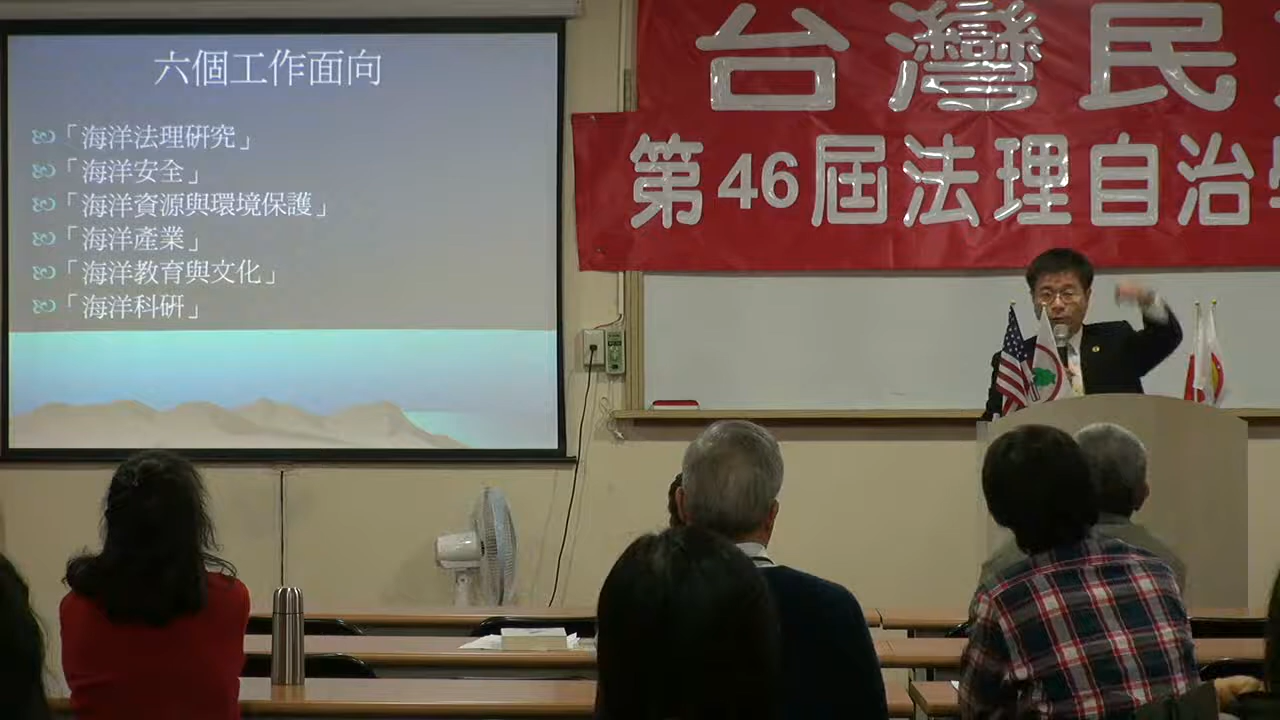 六個工作面向
「海洋法理研究」
「海洋安全」
「海洋資源與環境保護」
「海洋產業」
「海洋教育與文化」
「海洋科研」
台灣民
第46屆法理自治